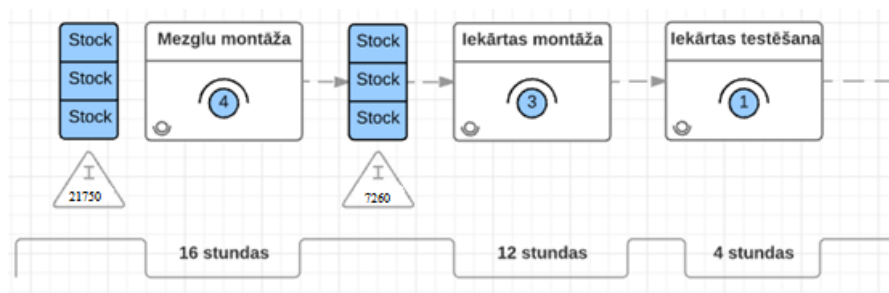 Stock
Stock
Stock
Mezglu montāža
4
Stock
Stock
Stock
Iekārtas montāža
3
Iekārtas testēšana
1
I
21750
I
7260
16 stundas
12 stundas
4 stundas